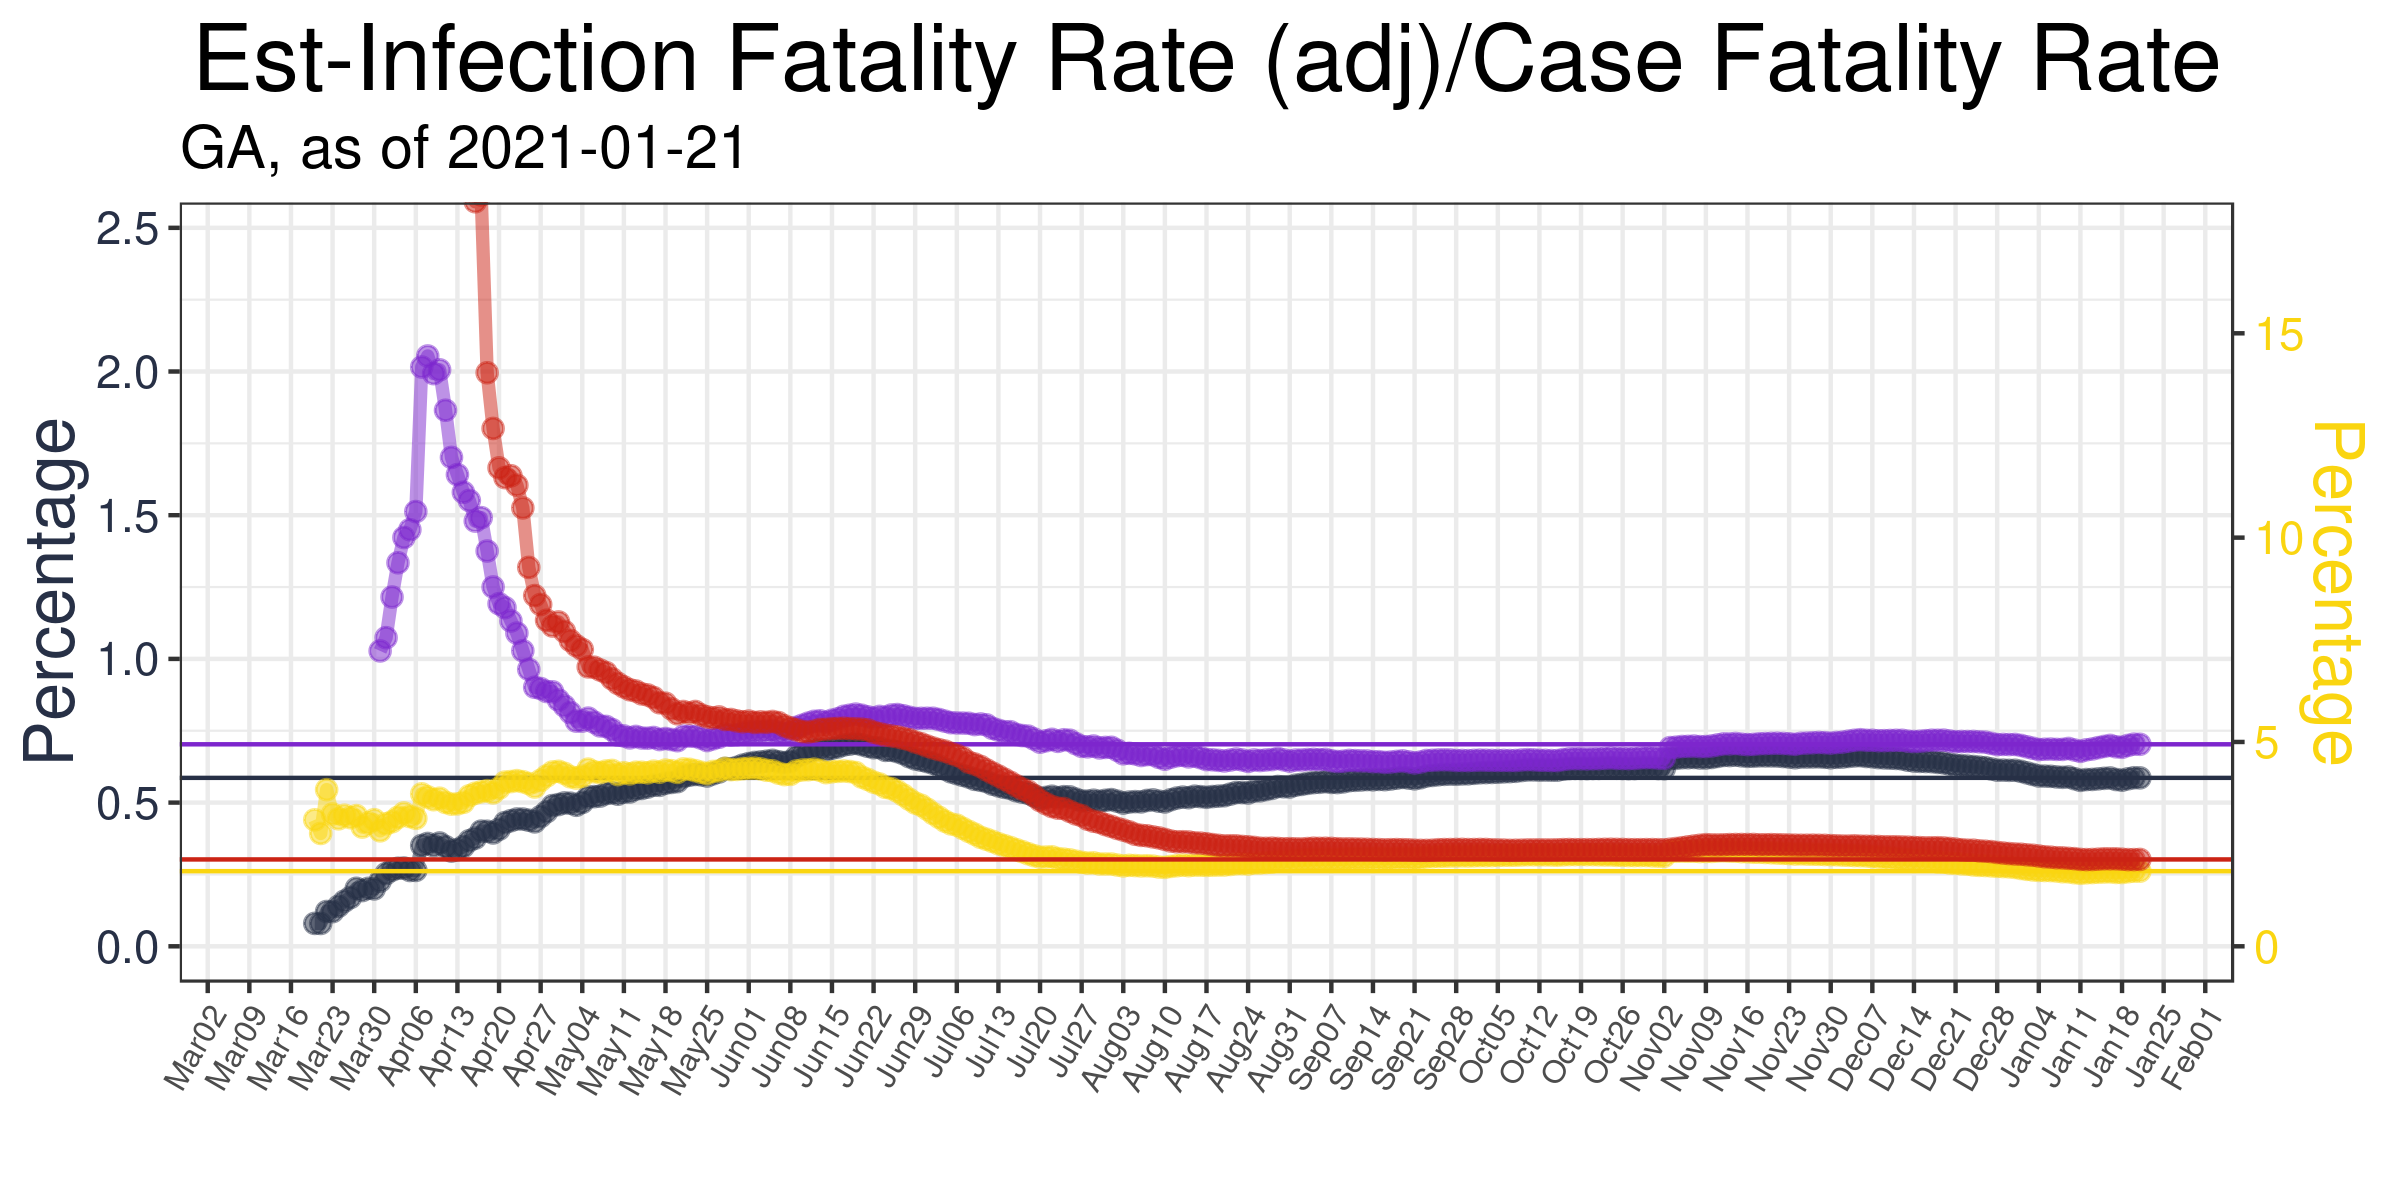 Est-Infection Fatality Rate (adj)/Case Fatality Rate
GA, as of 2021-01-21
Percentage
2.5
2.0
1.5
1.0
0.5
0.0
15
10
5
0
Percentage
Mar02
Mar09
Mar16
Mar23
Mar30
Apr06
Apr13
Apr20
Apr27
May04
May11
May18
May25
Jun01
Jun08
Jun15
Jun22
Jun29
Jul06
Jul13
Jul20
Jul27
Aug03
Aug10
Aug17
Aug24
Aug31
Sep07
Sep14
Sep21
Sep28
Oct05
Oct12
Oct19
Oct26
Nov02
Nov09
Nov16
Nov23
Nov30
Dec07
Dec14
Dec21
Dec28
Jan04
Jan11
Jan18
Jan25
Feb01